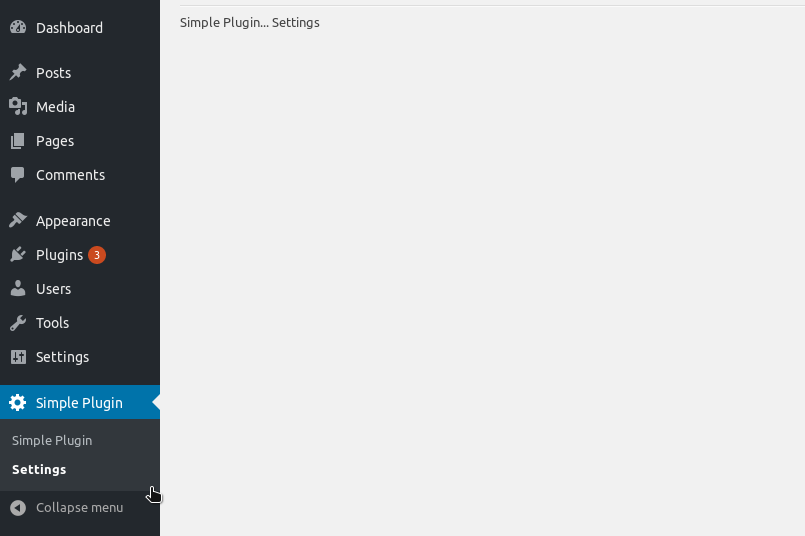 Dashboard
Posts
Media
Pages
Comments
Appearance
Plugins 3
Users
Tools
Settings
Simple Plugin
Simple Plugin
Settings
Collapse menu
Simple Plugin... Settings